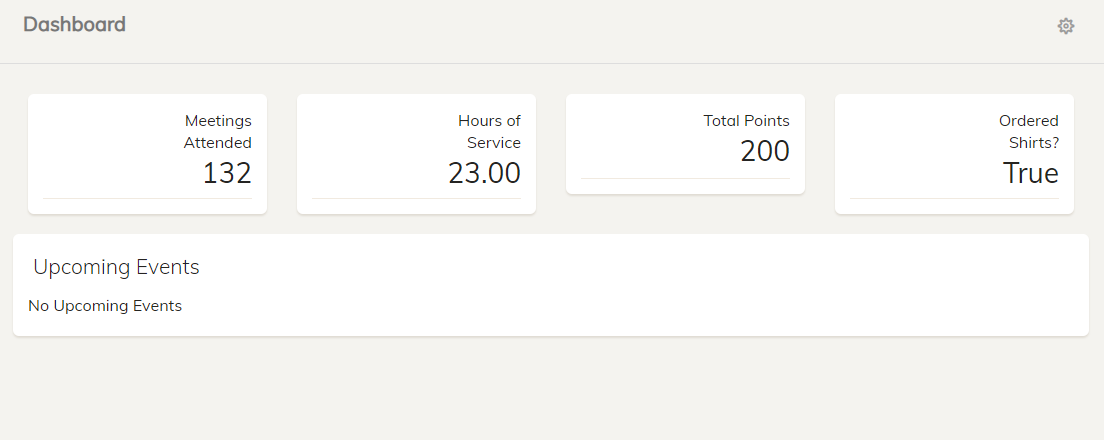 Dashboard
Meetings
Attended
132
Hours of
Service
23.00
Total Points
200
Ordered
Shirts?
True
Upcoming Events
No Upcoming Events